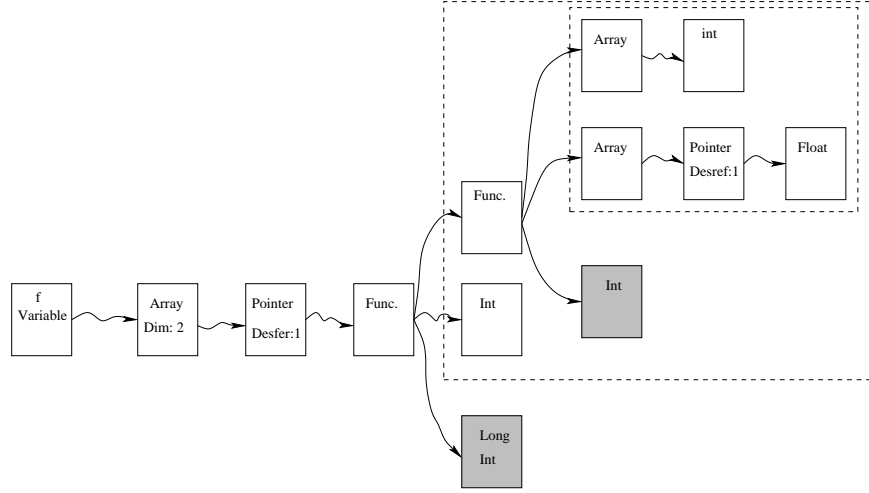 Array
int
Array
Pointer
Desref:1
Float
Func.
Int
f
Variable
Array
Dim: 2
Pointer
Desfer:1
Func.
Int
Long
Int